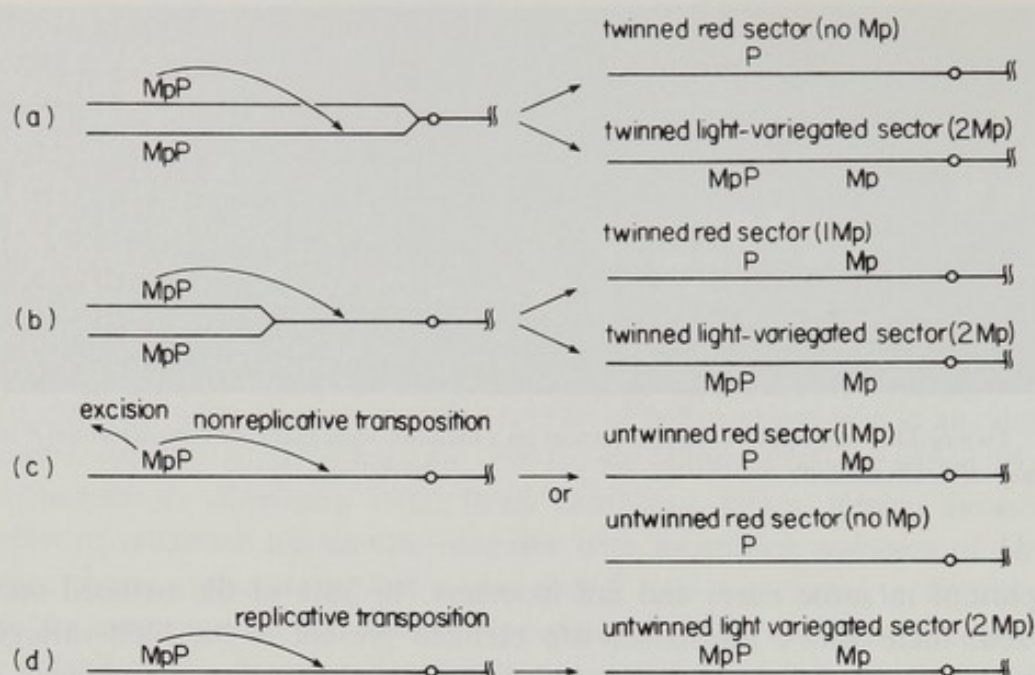 twinned red sector (no Mp)
P
MpP
(a)
MpP
twinned light-variegated sector (2Mp)
MpP Mp
twinned red sector (1Mp)
P Mp
MpP
(b)
MpP
twinned light-variegated sector (2Mp)
MpP Mp
excision nonreplicative transposition
MpP
(c)
untwinned red sector (1Mp)
P Mp
or
untwinned red sector (no Mp)
P
replicative transposition
(d) MpP
untwinned light variegated sector (2Mp)
MpP Mp